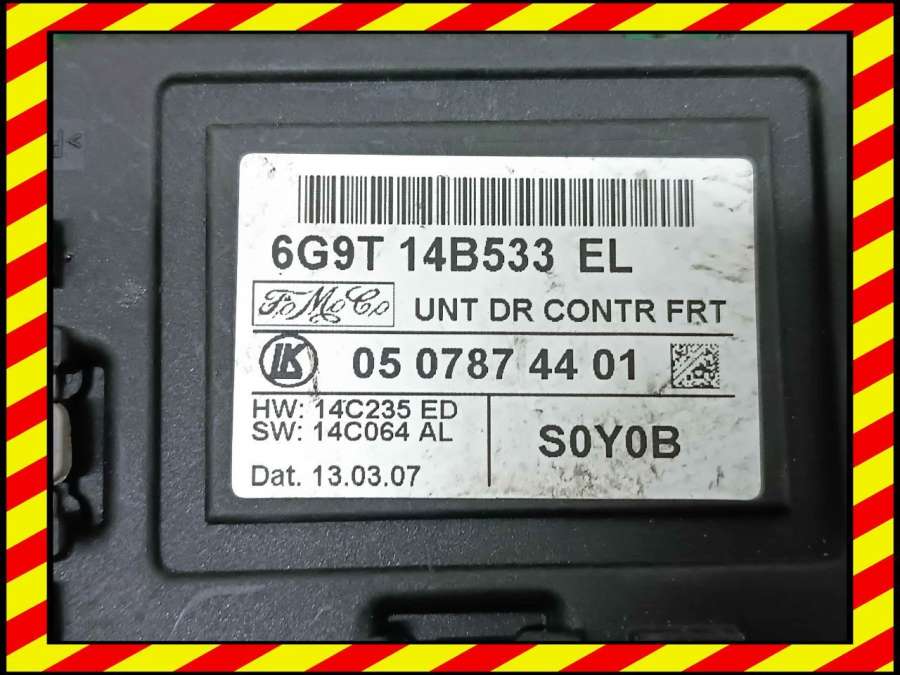 6G9T 14B533 EL
FoMoCo UNT DR CONTR FRT
LK 05 0787 44 01
HW: 14C235 ED
SW: 14C064 AL
S0Y0B
Dat. 13.03.07